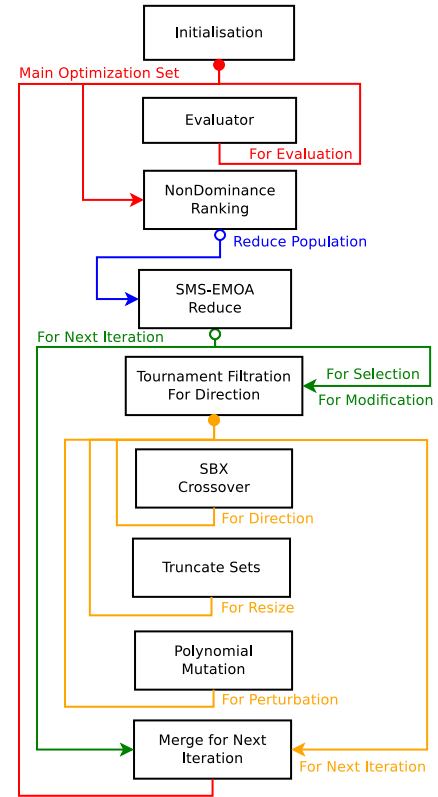 Initialisation
Main Optimization Set
Evaluator
For Evaluation
NonDominance
Ranking
Reduce Population
SMS-EMOA
Reduce
For Next Iteration
Tournament Filtration
For Direction
For Selection
For Modification
SBX
Crossover
For Direction
Truncate Sets
For Resize
Polynomial
Mutation
For Perturbation
Merge for Next
Iteration
For Next Iteration